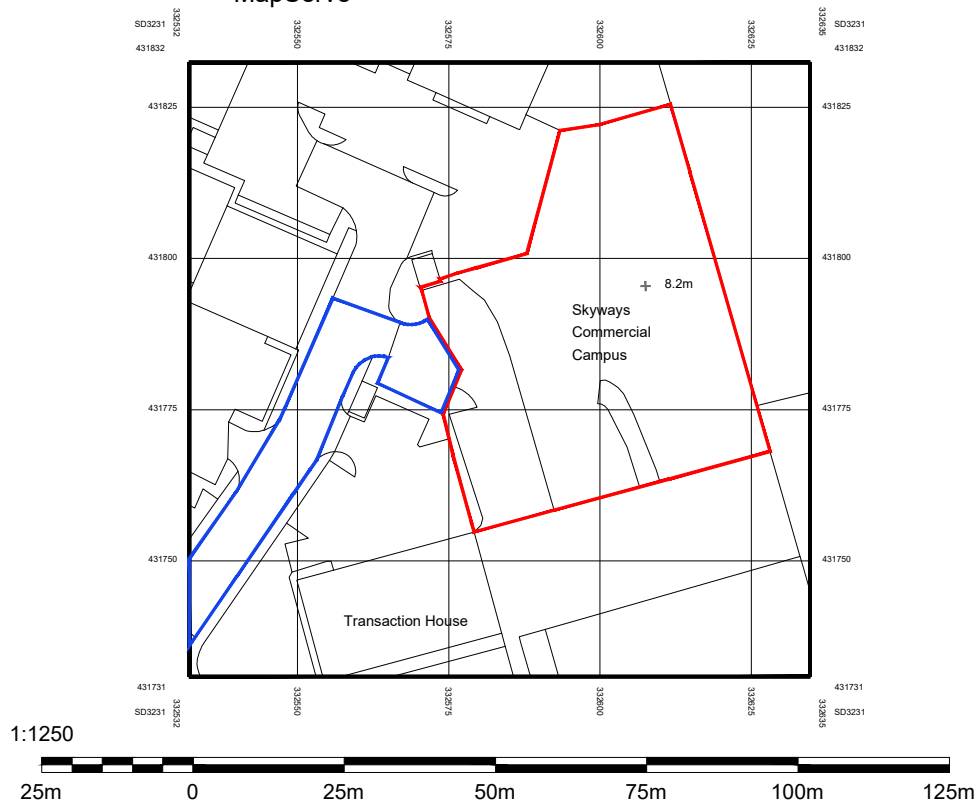 MapServe
SD3231
431832
332532
332550
332575
332600
332625
332635
SD3231
431832
431825
431825
431800
431800
8.2m
Skyways
Commercial
Campus
431775
431775
431750
431750
Transaction House
431731
SD3231
332532
332550
332575
332600
332625
332635
431731
SD3231
1:1250
25m 0 25m 50m 75m 100m 125m